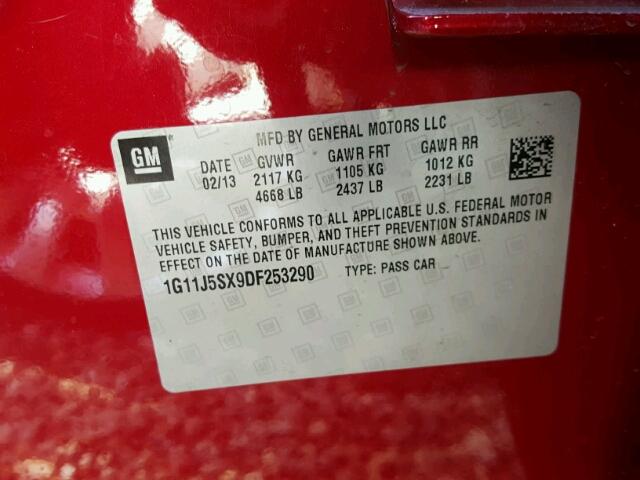 GM
MFD BY GENERAL MOTORS LLC
DATE GVWR GAWR FRT GAWR RR
02/13 2117 KG 1105 KG 1012 KG
4668 LB 2437 LB 2231 LB
THIS VEHICLE CONFORMS TO ALL APPLICABLE U.S. FEDERAL MOTOR
VEHICLE SAFETY, BUMPER, AND THEFT PREVENTION STANDARDS IN
EFFECT ON THE DATE OF MANUFACTURE SHOWN ABOVE.
1G11J5SX9DF253290 TYPE: PASS CAR